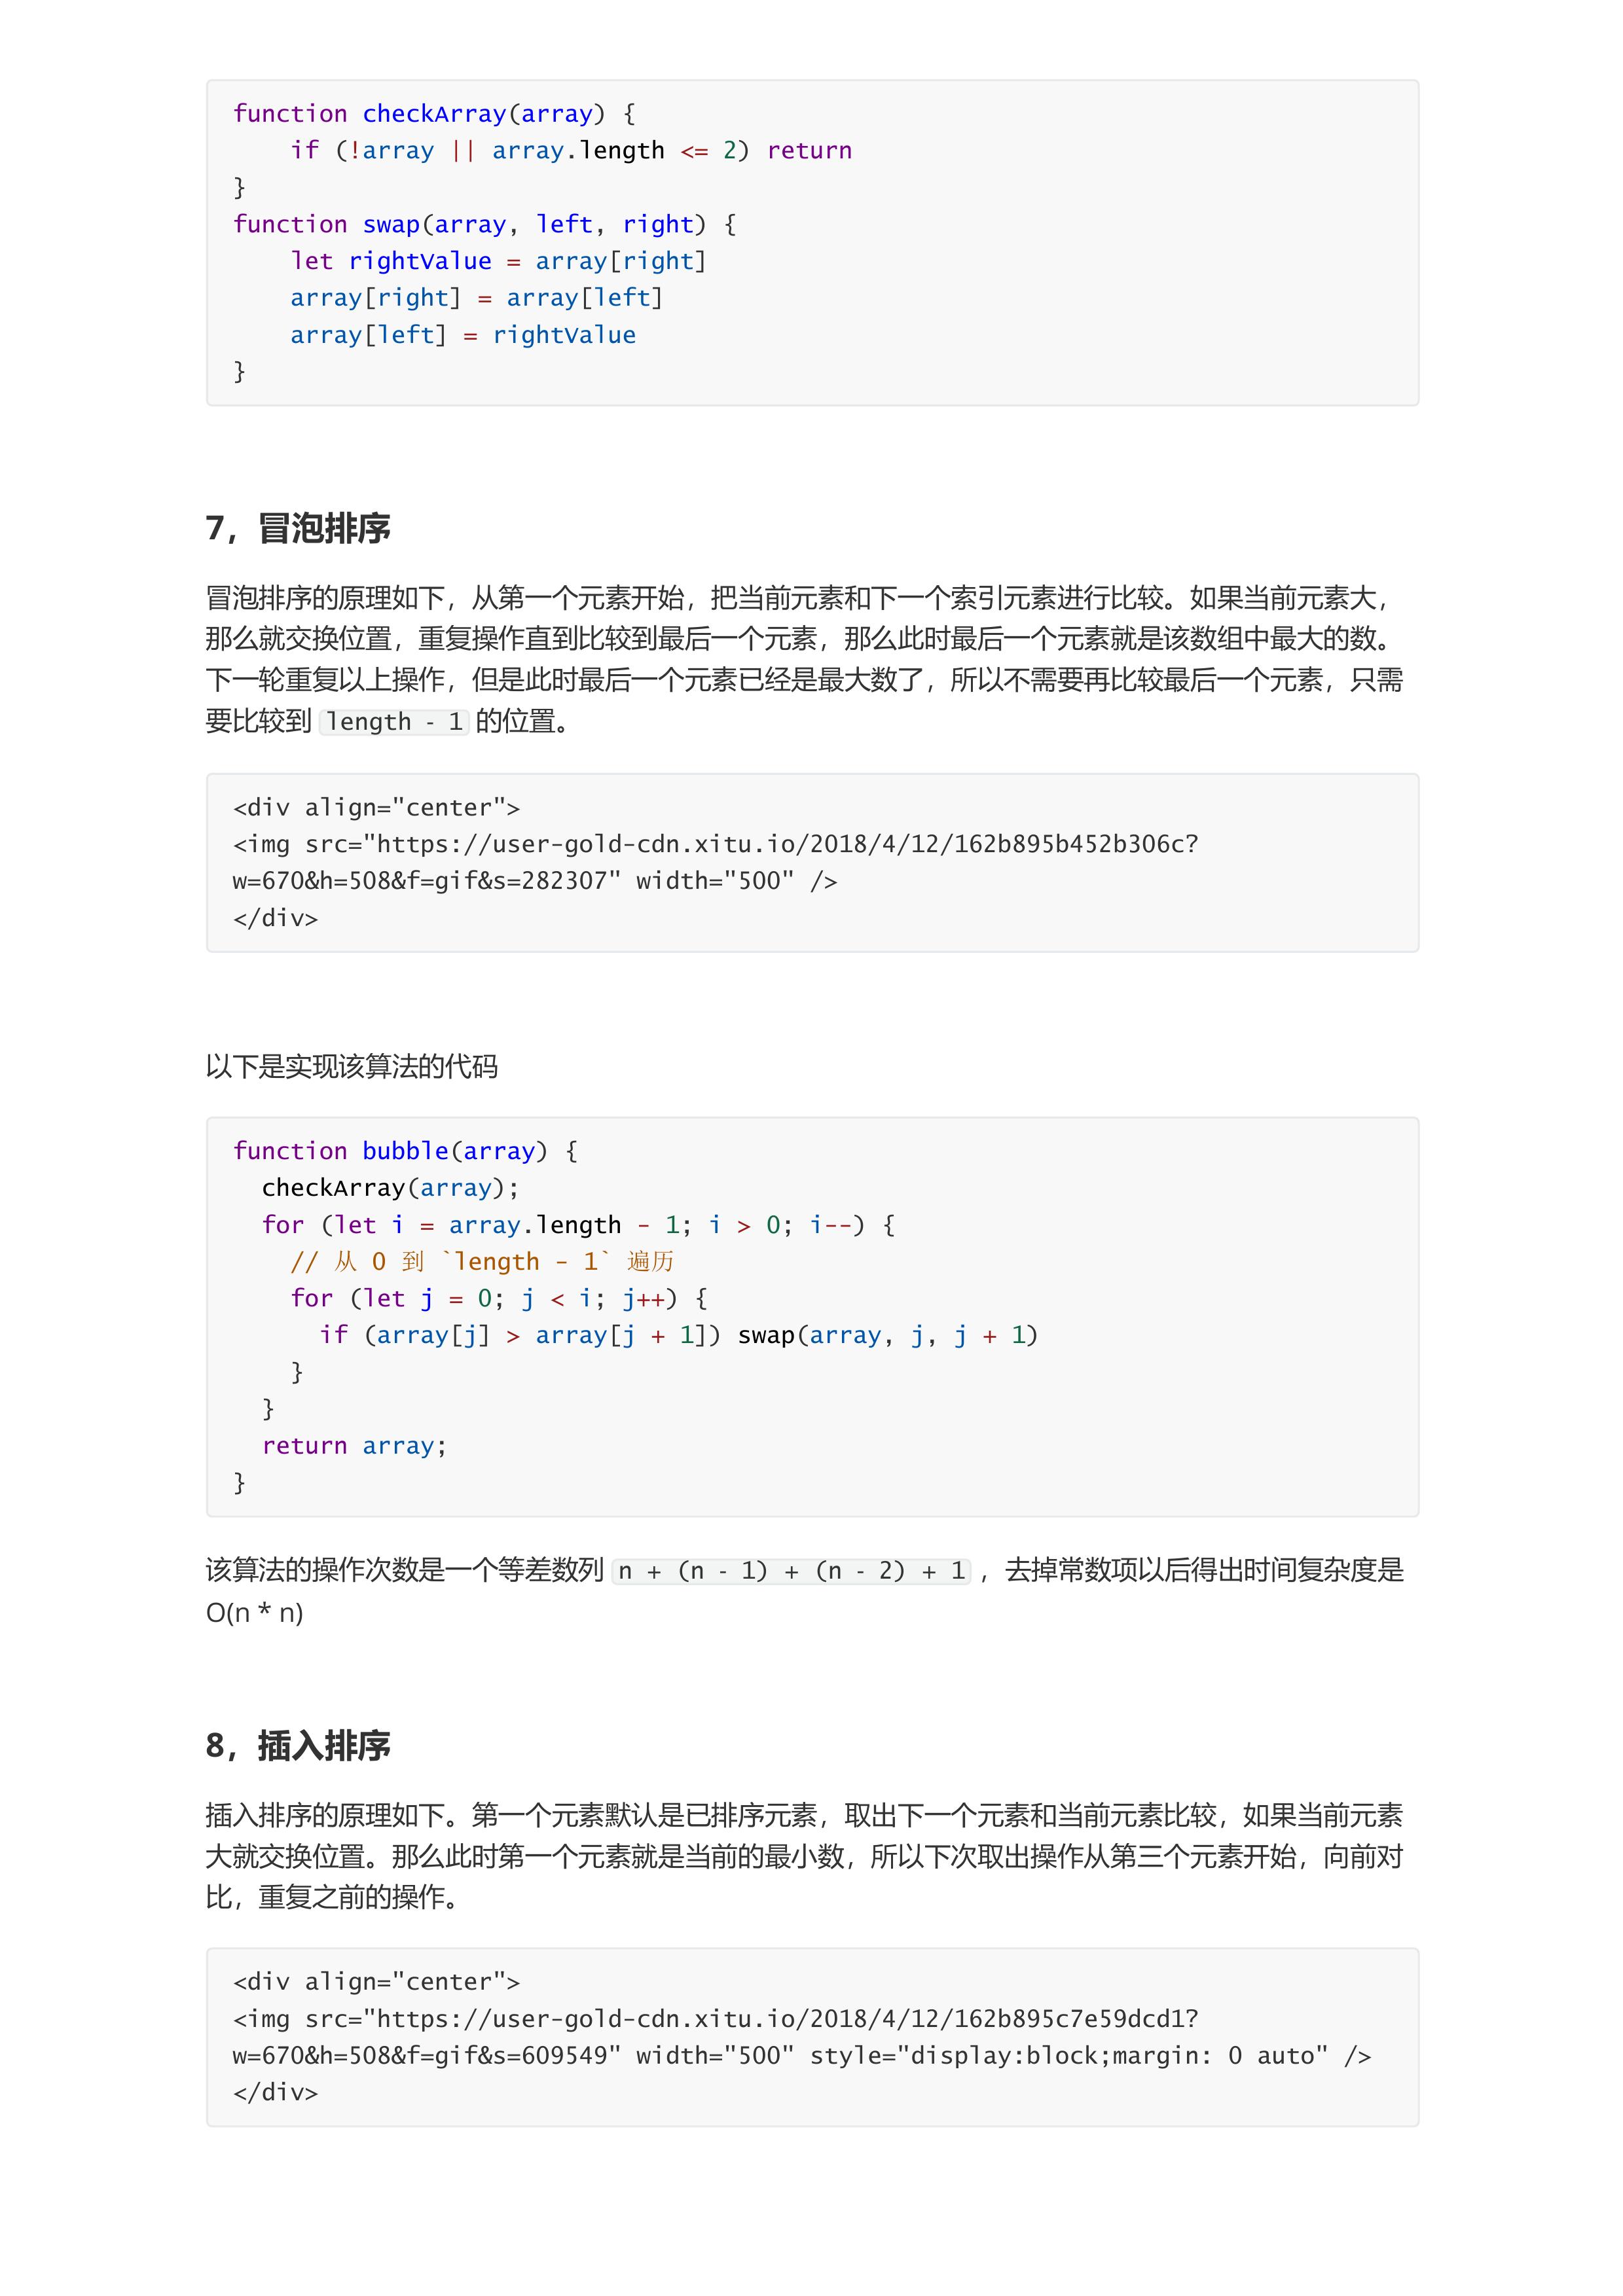 function checkArray(array) {
    if (!array || array.length <= 2) return
}
function swap(array, left, right) {
    let rightValue = array[right]
    array[right] = array[left]
    array[left] = rightValue
}
7，冒泡排序
冒泡排序的原理如下，从第一个元素开始，把当前元素和下一个索引元素进行比较。如果当前元素大，
那么就交换位置，重复操作直到比较到最后一个元素，那么此时最后一个元素就是该数组中最大的数。
下一轮重复以上操作，但是此时最后一个元素已经是最大数了，所以不需要再比较最后一个元素，只需
要比较到 length - 1 的位置。
<div align="center">
<img src="https://user-gold-cdn.xitu.io/2018/4/12/162b895b452b306c?
w=670&h=508&f=gif&s=282307" width="500" />
</div>
以下是实现该算法的代码
function bubble(array) {
  checkArray(array);
  for (let i = array.length - 1; i > 0; i--) {
    // 从 0 到 `length - 1` 遍历
    for (let j = 0; j < i; j++) {
      if (array[j] > array[j + 1]) swap(array, j, j + 1)
    }
  }
  return array;
}
该算法的操作次数是一个等差数列 n + (n - 1) + (n - 2) + 1 ，去掉常数项以后得出时间复杂度是
O(n * n)
8，插入排序
插入排序的原理如下。第一个元素默认是已排序元素，取出下一个元素和当前元素比较，如果当前元素
大就交换位置。那么此时第一个元素就是当前的最小数，所以下次取出操作从第三个元素开始，向前对
比，重复之前的操作。
<div align="center">
<img src="https://user-gold-cdn.xitu.io/2018/4/12/162b895c7e59dcd1?
w=670&h=508&f=gif&s=609549" width="500" style="display:block;margin: 0 auto" />
</div>